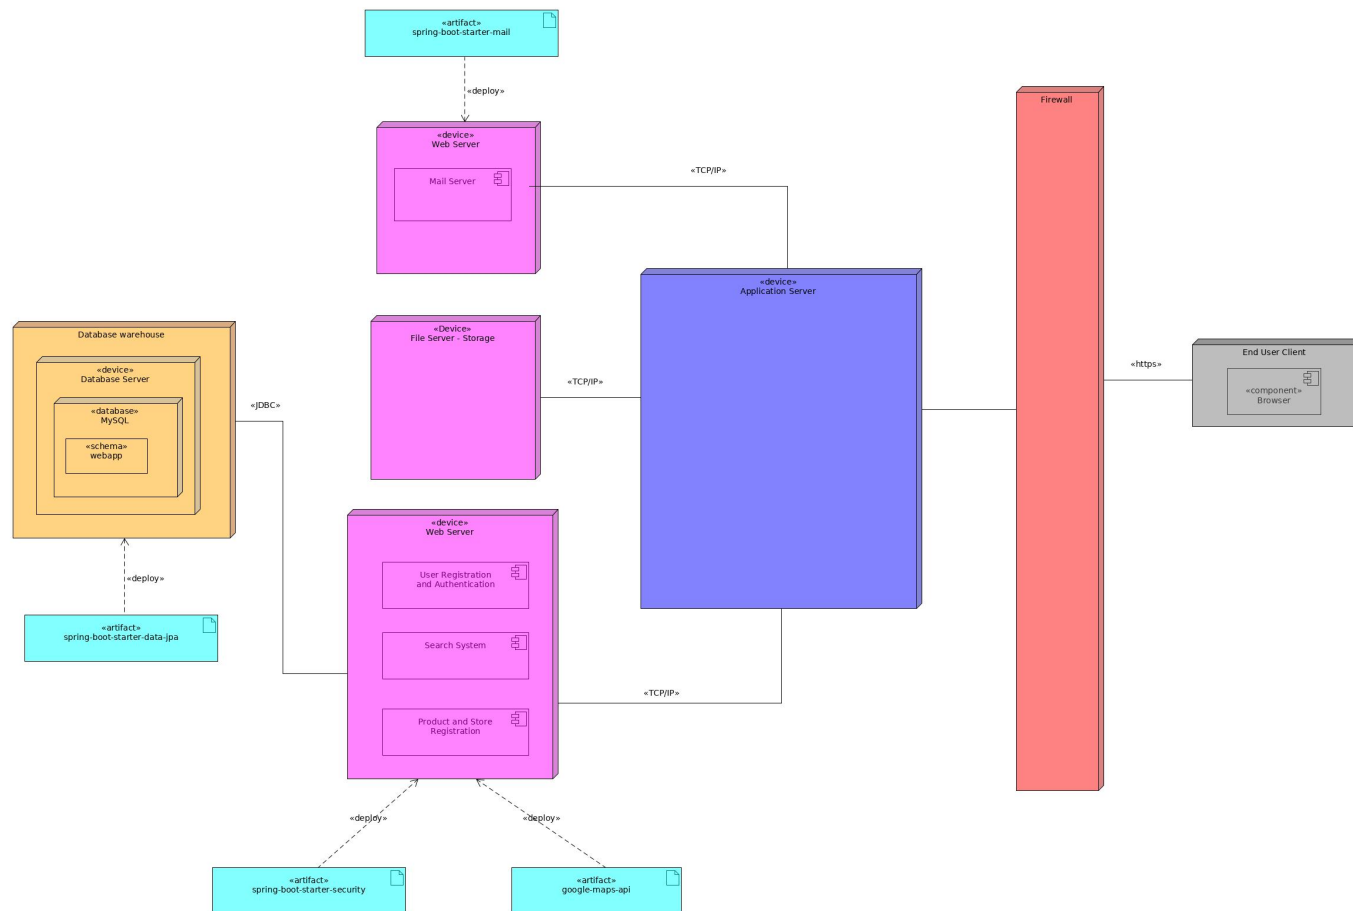 «artifact»
spring-boot-starter-mail
«deploy»
«device»
Web Server
Mail Server
«TCP/IP»
Firewall
«device»
Application Server
«Device»
File Server - Storage
«TCP/IP»
Database warehouse
«device»
Database Server
«database»
MySQL
«schema»
webapp
«JDBC»
«https»
End User Client
«component»
Browser
«deploy»
«artifact»
spring-boot-starter-data-jpa
«device»
Web Server
User Registration
and Authentication
Search System
Product and Store
Registration
«TCP/IP»
«deploy»
«deploy»
«artifact»
spring-boot-starter-security
«artifact»
google-maps-api